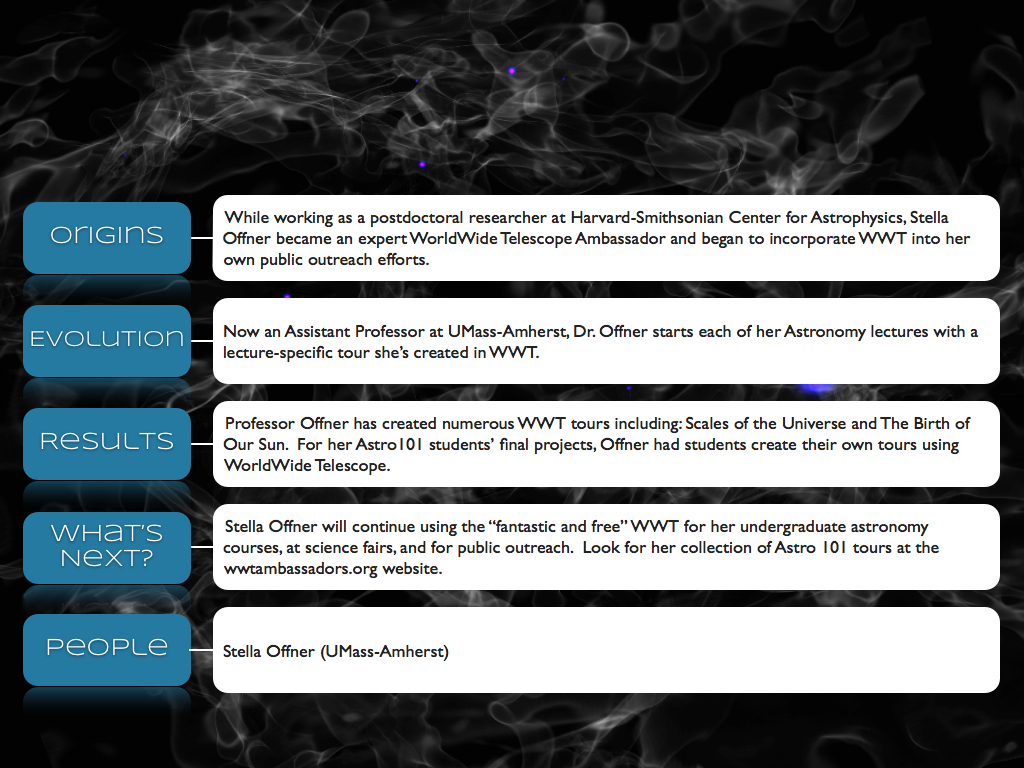 Origins
While working as a postdoctoral researcher at Harvard-Smithsonian Center for Astrophysics, Stella
Offner became an expert WorldWide Telescope Ambassador and began to incorporate WWT into her
own public outreach efforts.
Evolution
Now an Assistant Professor at UMass-Amherst, Dr. Offner starts each of her Astronomy lectures with a
lecture-specific tour she's created in WWT.
Results
Professor Offner has created numerous WWT tours including: Scales of the Universe and The Birth of
Our Sun.  For her Astro101 students' final projects, Offner had students create their own tours using
WorldWide Telescope.
What's
Next?
Stella Offner will continue using the “fantastic and free” WWT for her undergraduate astronomy
courses, at science fairs, and for public outreach.  Look for her collection of Astro 101 tours at the
wwtambassadors.org website.
People
Stella Offner (UMass-Amherst)